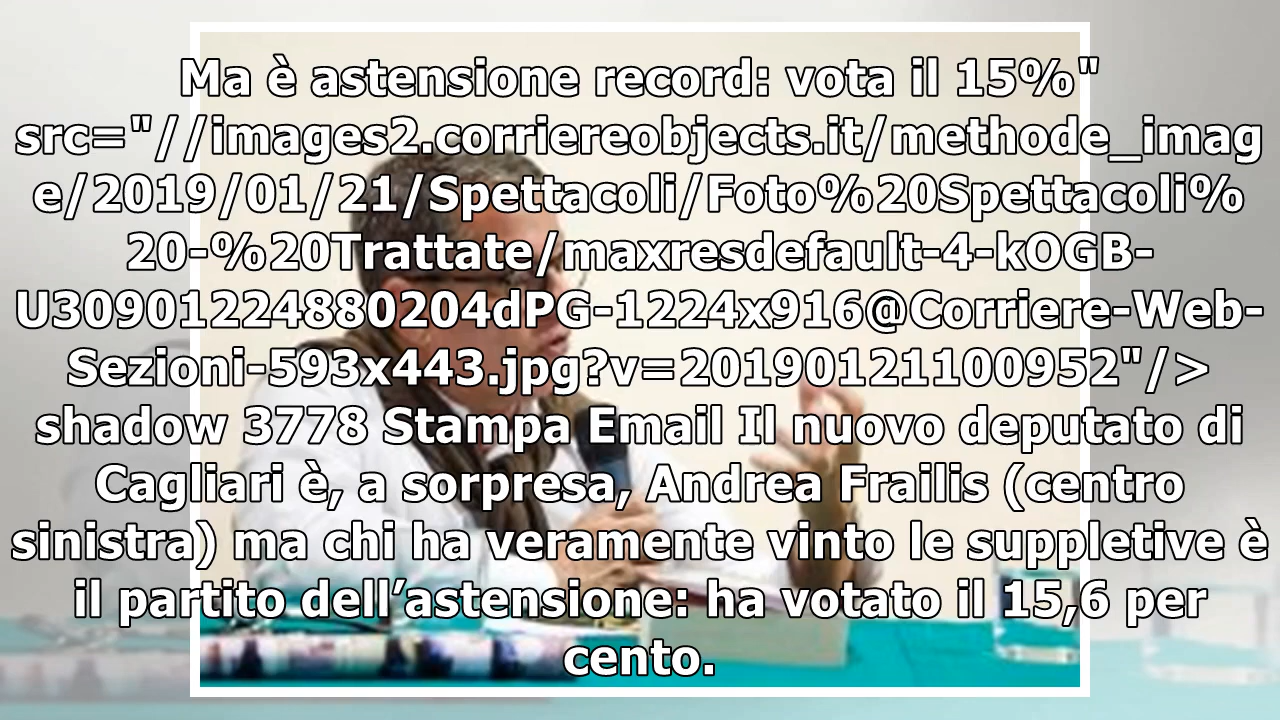 Ma è astensione record: vota il 15%"
src="//images2.corriereobjects.it/methode_imag
e/2019/01/21/Spettacoli/Foto%20Spettacoli%
20-%20Trattate/maxresdefault-4-kOGB-
U30901224880204dPG-1224x916@Corriere-Web-
Sezioni-593x443.jpg?v=20190121100952"/>
shadow 3778 Stampa Email Il nuovo deputato di
Cagliari è, a sorpresa, Andrea Frailis (centro
sinistra) ma chi ha veramente vinto le suppletive è
il partito dell’astensione: ha votato il 15,6 per
cento.